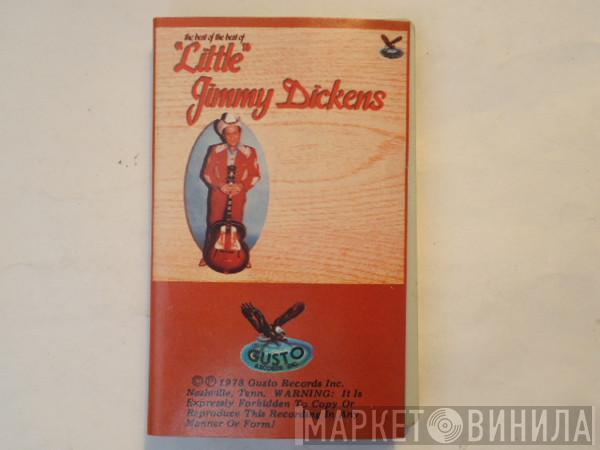 the best of the best of
"Little"
Jimmy Dickens
GUSTO
RECORDS INC.
©℗ 1978 Gusto Records Inc.
Nashville, Tenn. WARNING: It Is
Expressly Forbidden To Copy Or
Reproduce This Recording In Any
Manner Or Form!
МАРКЕТ ВИНИЛА